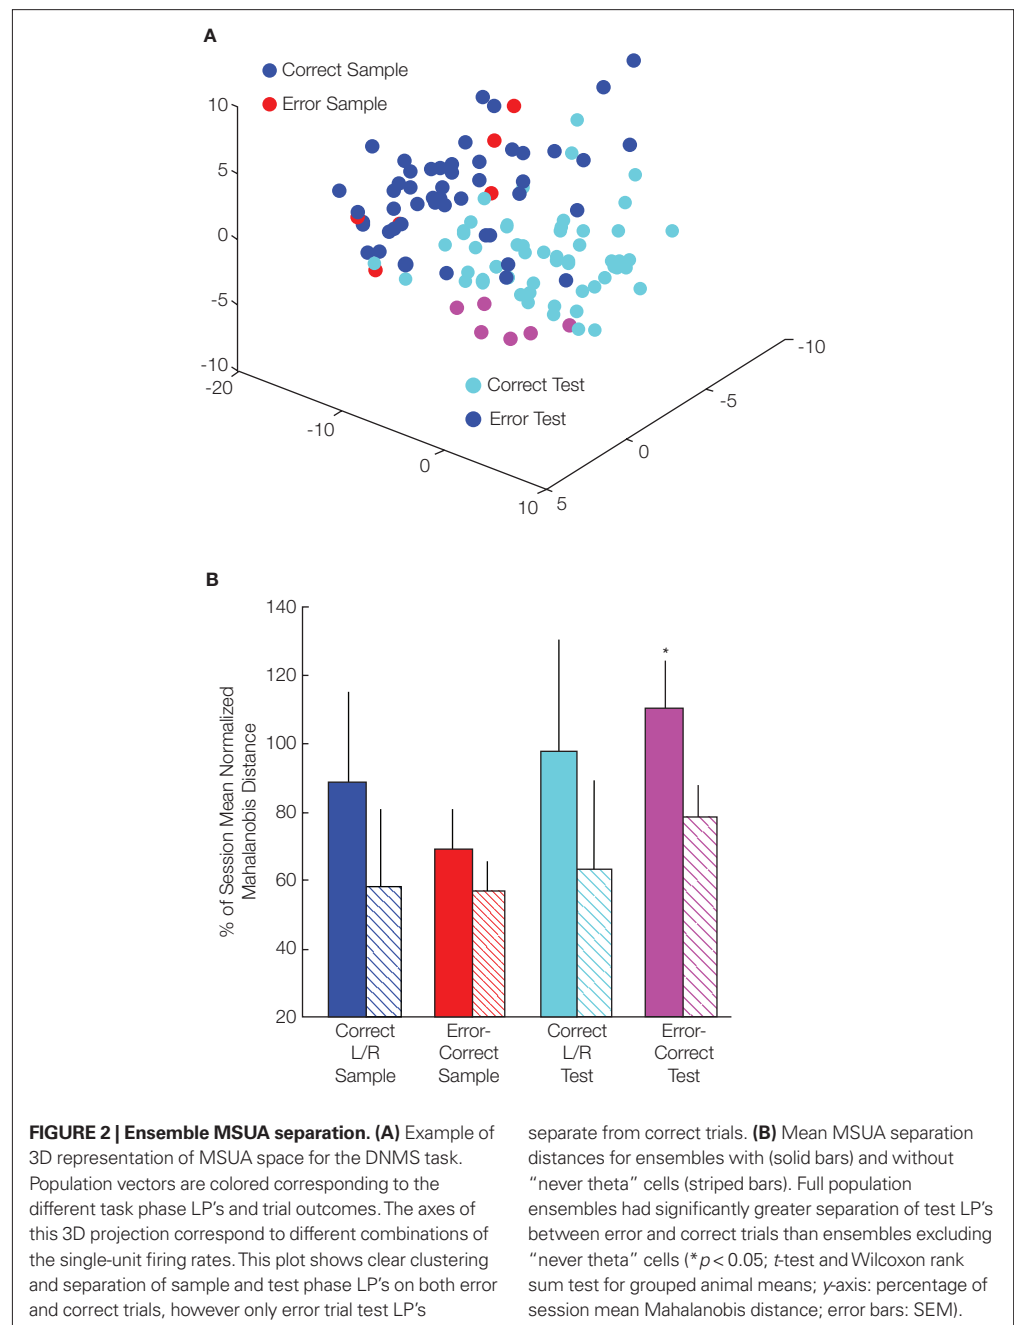 A
Correct Sample
Error Sample
10
5
0
-5
-10
-20
-10
0
10
5
0
-5
-10
Correct Test
Error Test
B
% of Session Mean Normalized
Mahalanobis Distance
140
120
100
80
60
40
20
*
Correct
L/R
Sample
Error-
Correct
Sample
Correct
L/R
Test
Error-
Correct
Test
FIGURE 2 | Ensemble MSUA separation. (A) Example of
3D representation of MSUA space for the DNMS task.
Population vectors are colored corresponding to the
different task phase LP's and trial outcomes. The axes of
this 3D projection correspond to different combinations of
the single-unit firing rates. This plot shows clear clustering
and separation of sample and test phase LP's on both error
and correct trials, however only error trial test LP's
separate from correct trials. (B) Mean MSUA separation
distances for ensembles with (solid bars) and without
“never theta” cells (striped bars). Full population
ensembles had significantly greater separation of test LP's
between error and correct trials than ensembles excluding
“never theta” cells (*p < 0.05; t-test and Wilcoxon rank
sum test for grouped animal means; y-axis: percentage of
session mean Mahalanobis distance; error bars: SEM).